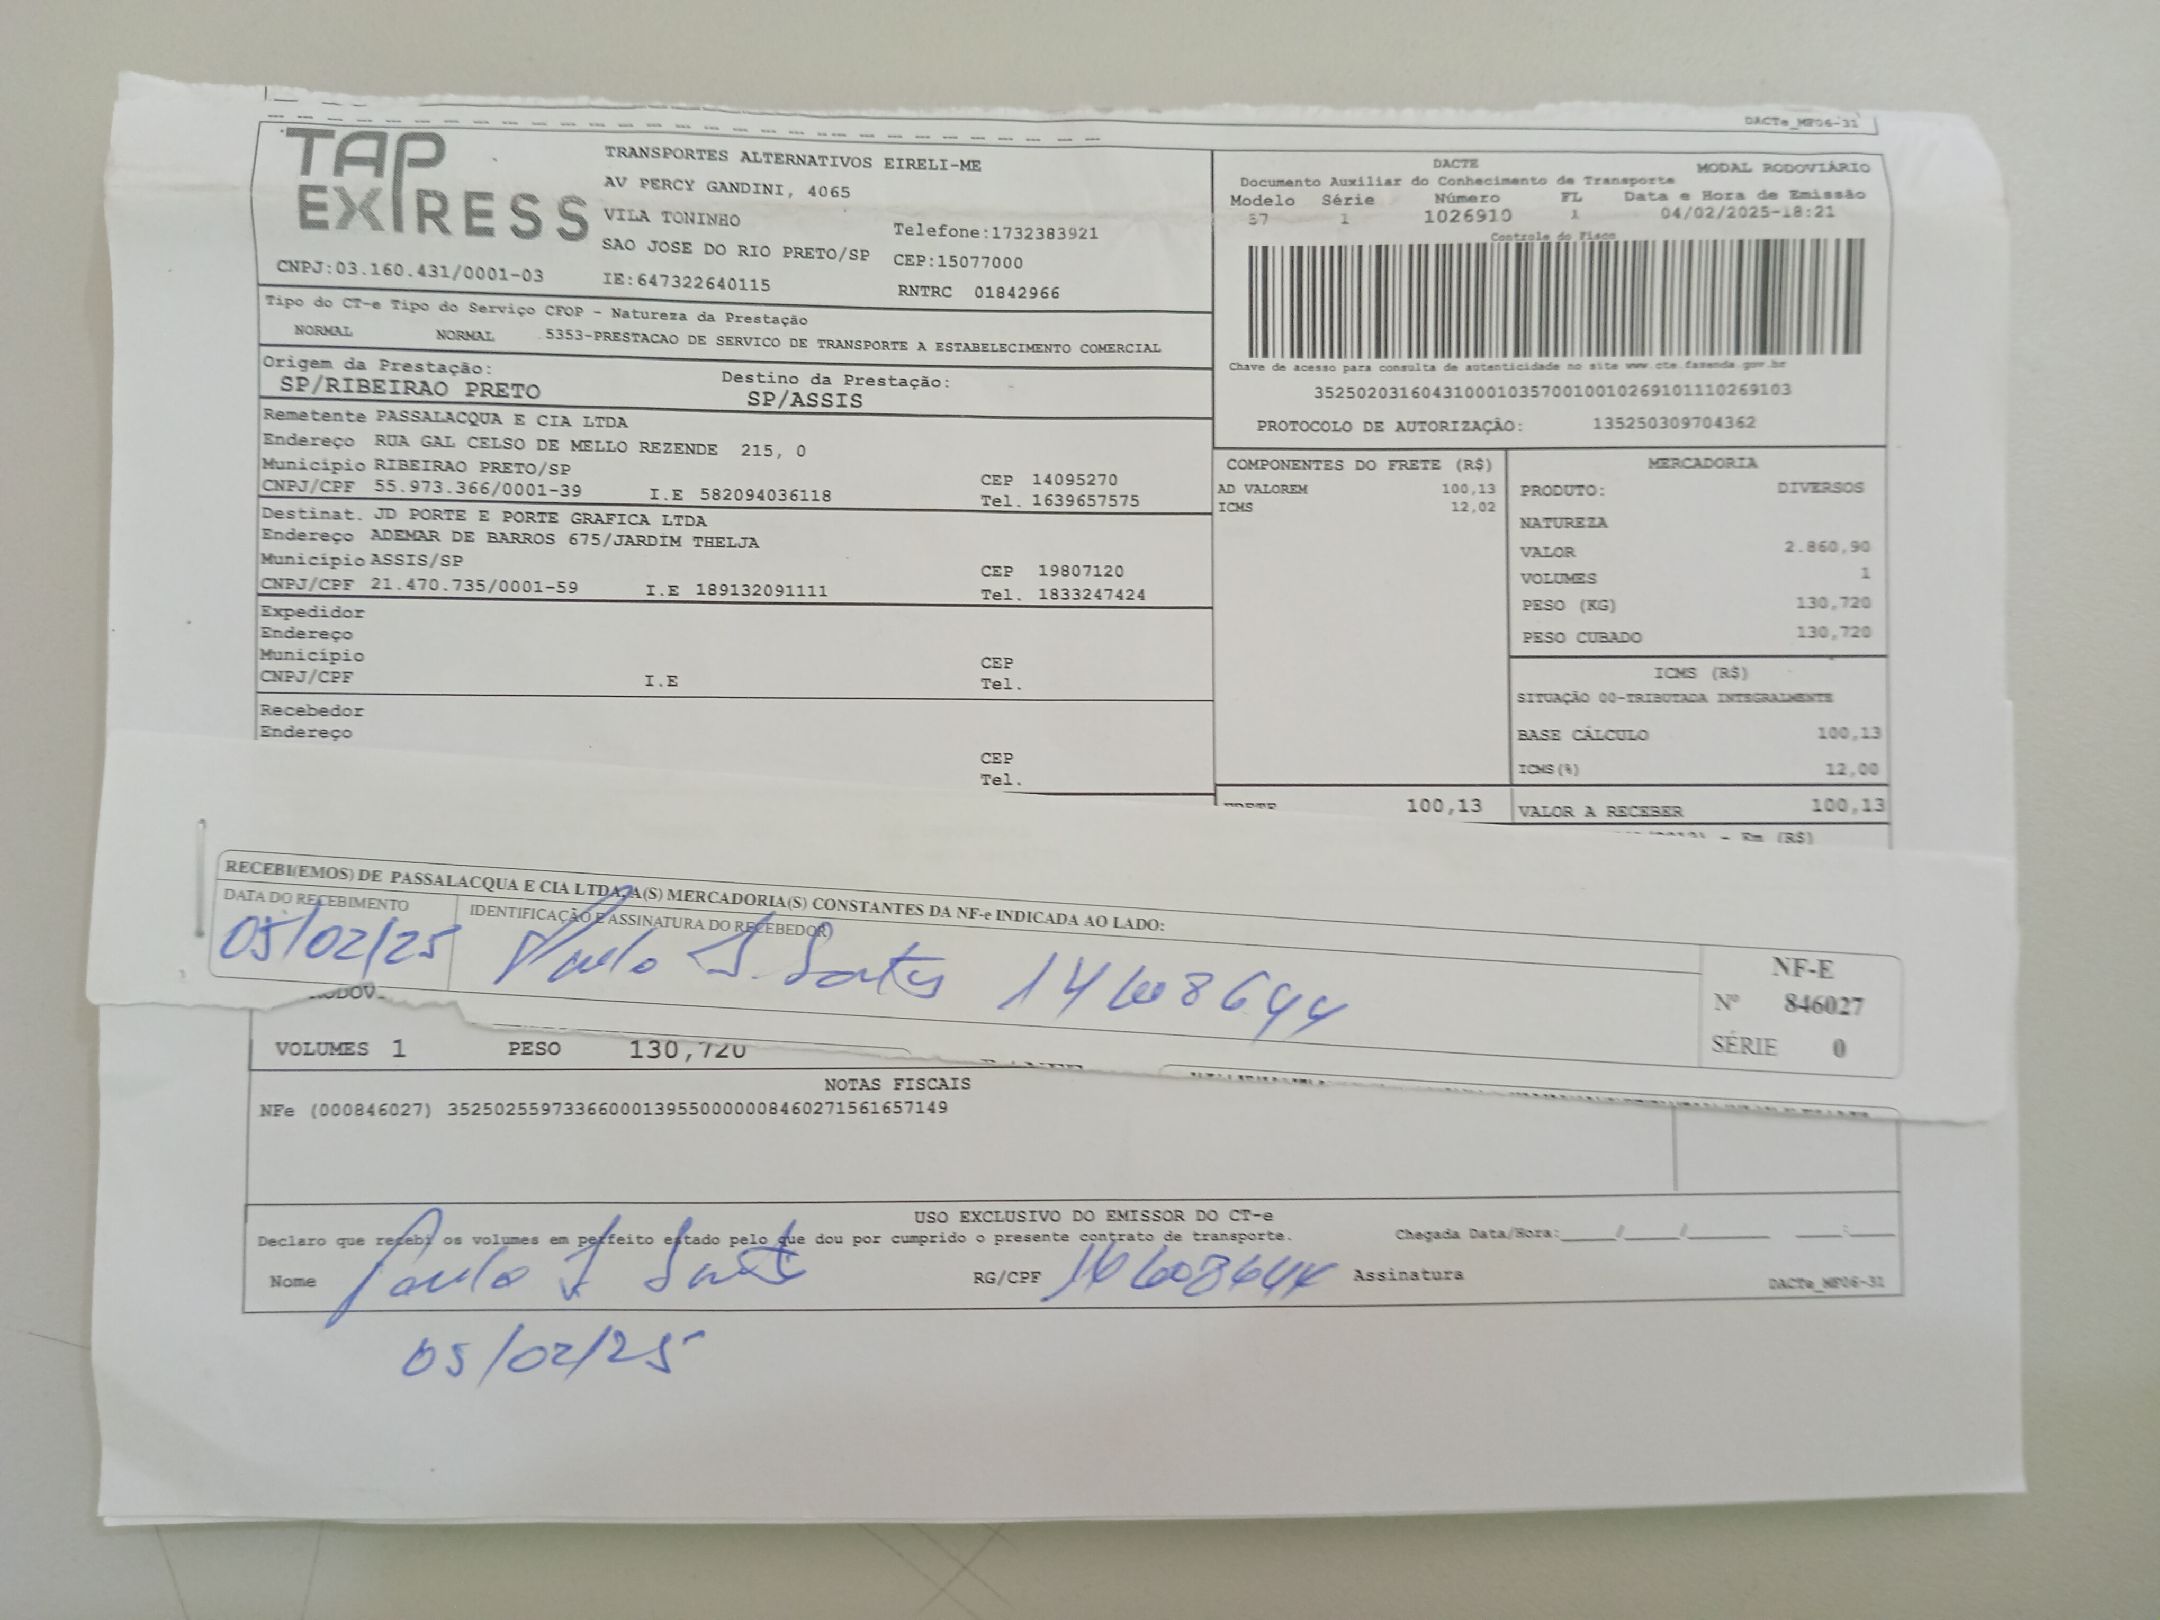 DACTe_MF06-31
TAP EXPRESS
TRANSPORTES ALTERNATIVOS EIRELI-ME
AV PERCY GANDINI, 4065
VILA TONINHO Telefone:1732383921
SAO JOSE DO RIO PRETO/SP CEP:15077000
CNPJ:03.160.431/0001-03 IE:647322640115 RNTRC 01842966
DACTE MODAL RODOVIÁRIO
Documento Auxiliar do Conhecimento de Transporte
Modelo Série Número FL Data e Hora de Emissão
57 1 1026910 1 04/02/2025-18:21
Controle do Fisco
Chave de acesso para consulta de autenticidade no site www.cte.fazenda.gov.br
35250203160431000103570010010269101110269103
PROTOCOLO DE AUTORIZAÇÃO: 135250309704362
Tipo do CT-e Tipo do Serviço CFOP - Natureza da Prestação
NORMAL NORMAL 5353-PRESTACAO DE SERVICO DE TRANSPORTE A ESTABELECIMENTO COMERCIAL
Origem da Prestação: Destino da Prestação:
SP/RIBEIRAO PRETO SP/ASSIS
Remetente PASSALACQUA E CIA LTDA
Endereço RUA GAL CELSO DE MELLO REZENDE 215, 0
Município RIBEIRAO PRETO/SP CEP 14095270
CNPJ/CPF 55.973.366/0001-39 I.E 582094036118 Tel. 1639657575
Destinat. JD PORTE E PORTE GRAFICA LTDA
Endereço ADEMAR DE BARROS 675/JARDIM THELJA
Município ASSIS/SP CEP 19807120
CNPJ/CPF 21.470.735/0001-59 I.E 189132091111 Tel. 1833247424
Expedidor
Endereço
Município CEP
CNPJ/CPF I.E Tel.
Recebedor
Endereço
CEP
Tel.
COMPONENTES DO FRETE (R$)
AD VALOREM 100,13
ICMS 12,02
100,13
MERCADORIA
PRODUTO: DIVERSOS
NATUREZA
VALOR 2.860,90
VOLUMES 1
PESO (KG) 130,720
PESO CUBADO 130,720
ICMS (R$)
SITUAÇÃO 00-TRIBUTADA INTEGRALMENTE
BASE CÁLCULO 100,13
ICMS(%) 12,00
VALOR A RECEBER 100,13
- Em (R$)
RECEBI(EMOS) DE PASSALACQUA E CIA LTDA, A(S) MERCADORIA(S) CONSTANTES DA NF-e INDICADA AO LADO:
DATA DO RECEBIMENTO IDENTIFICAÇÃO E ASSINATURA DO RECEBEDOR
05/02/25 Paulo J. Santos 14608644
NF-E
Nº 846027
SÉRIE 0
VOLUMES 1 PESO 130,720
NOTAS FISCAIS
NFe (000846027) 35250255973366000139550000008460271561657149
USO EXCLUSIVO DO EMISSOR DO CT-e
Declaro que recebi os volumes em perfeito estado pelo que dou por cumprido o presente contrato de transporte. Chegada Data/Hora:____/____/____ __:__
Nome Paulo J Santos RG/CPF 14608644 Assinatura
DACTe_MF06-31
05/02/25